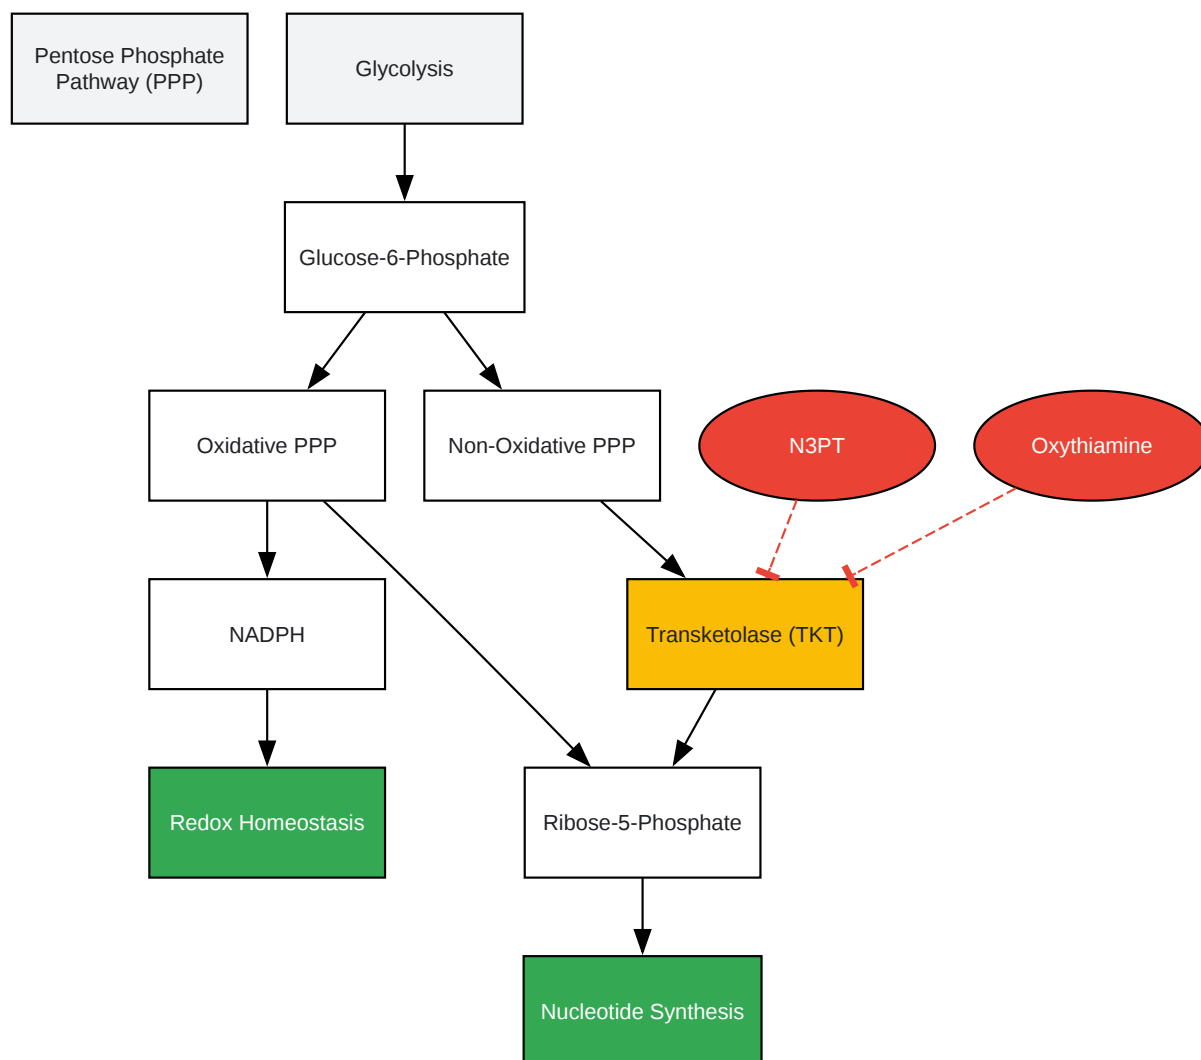 Pentose Phosphate
Pathway (PPP)
Glycolysis
Glucose-6-Phosphate
Oxidative PPP
Non-Oxidative PPP
N3PT
Oxythiamine
NADPH
Transketolase (TKT)
Redox Homeostasis
Ribose-5-Phosphate
Nucleotide Synthesis